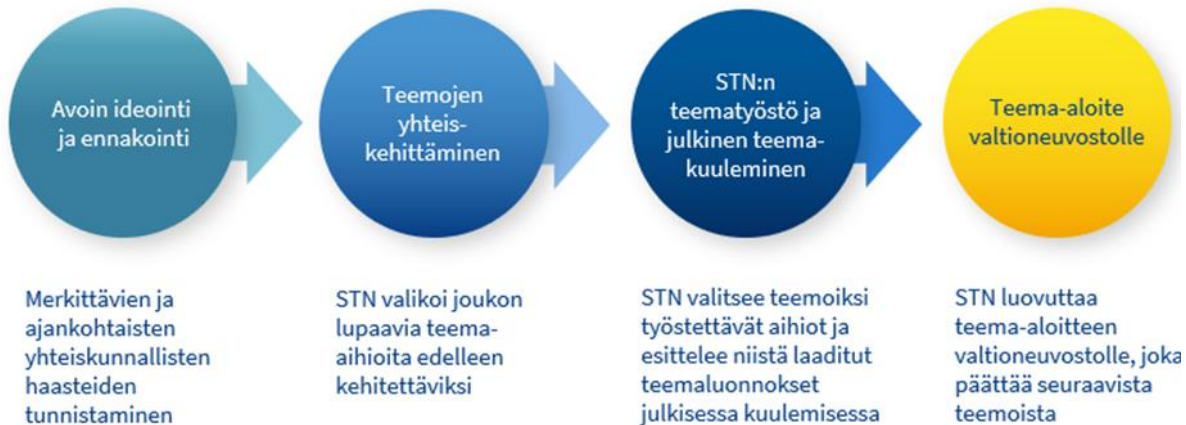 Avoin ideointi
ja ennakointi
Teemojen
yhteis-
kehittäminen
STN:n
teematyöstö ja
julkinen teema-
kuuleminen
Teema-aloite
valtioneuvostolle
Merkittävien ja
ajankohtaisten
yhteiskunnallisten
haasteiden
tunnistaminen
STN valikoi joukon
lupaavia teema-
aihioita edelleen
kehitettäviksi
STN valitsee teemoiksi
työstettävät aihiot ja
esittelee niistä laaditut
teemaluonnokset
julkisessa kuulemisessa
STN luovuttaa
teema-aloitteen
valtioneuvostolle, joka
päättää seuraavista
teemoista